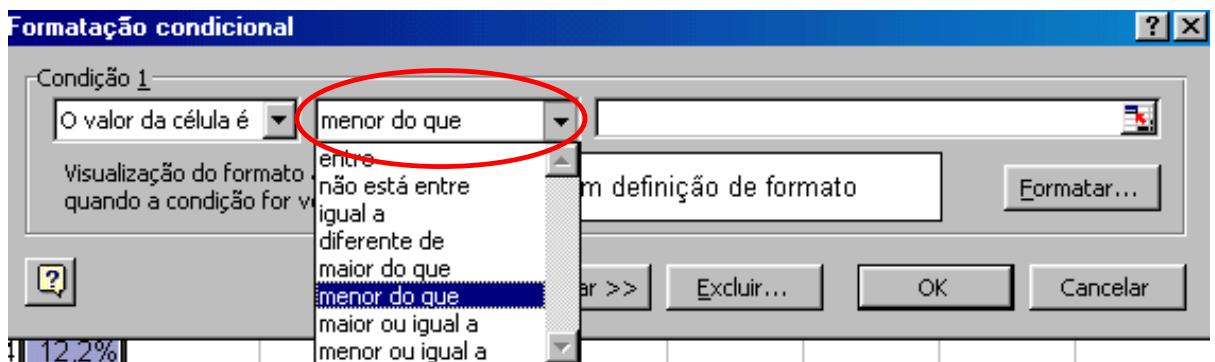 Formatação condicional
Condição 1
O valor da célula é
menor do que
entre
não está entre
igual a
diferente de
maior do que
menor do que
maior ou igual a
menor ou igual a
Visualização do formato
quando a condição for
definição de formato
Formatar...
>>
Excluir...
OK
Cancelar
12,2%